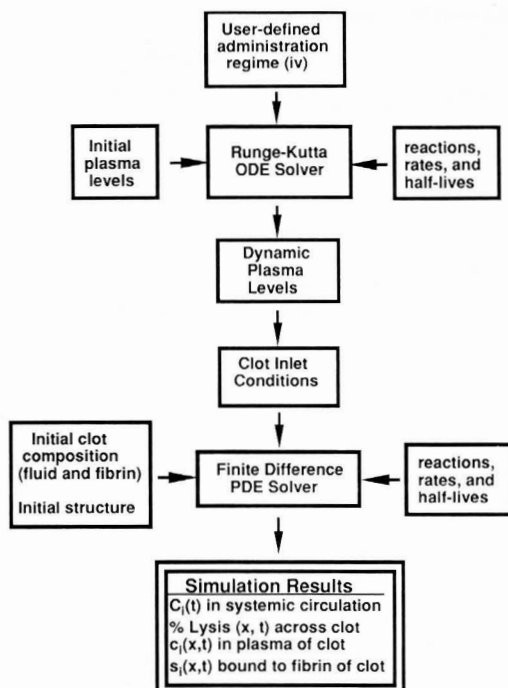 User-defined
administration
regime (iv)
Initial
plasma
levels
Runge-Kutta
ODE Solver
reactions,
rates, and
half-lives
Dynamic
Plasma
Levels
Clot Inlet
Conditions
Initial clot
composition
(fluid and fibrin)
Initial structure
Finite Difference
PDE Solver
reactions,
rates, and
half-lives
Simulation Results
Cᵢ(t) in systemic circulation
% Lysis (x, t) across clot
cᵢ(x,t) in plasma of clot
sᵢ(x,t) bound to fibrin of clot